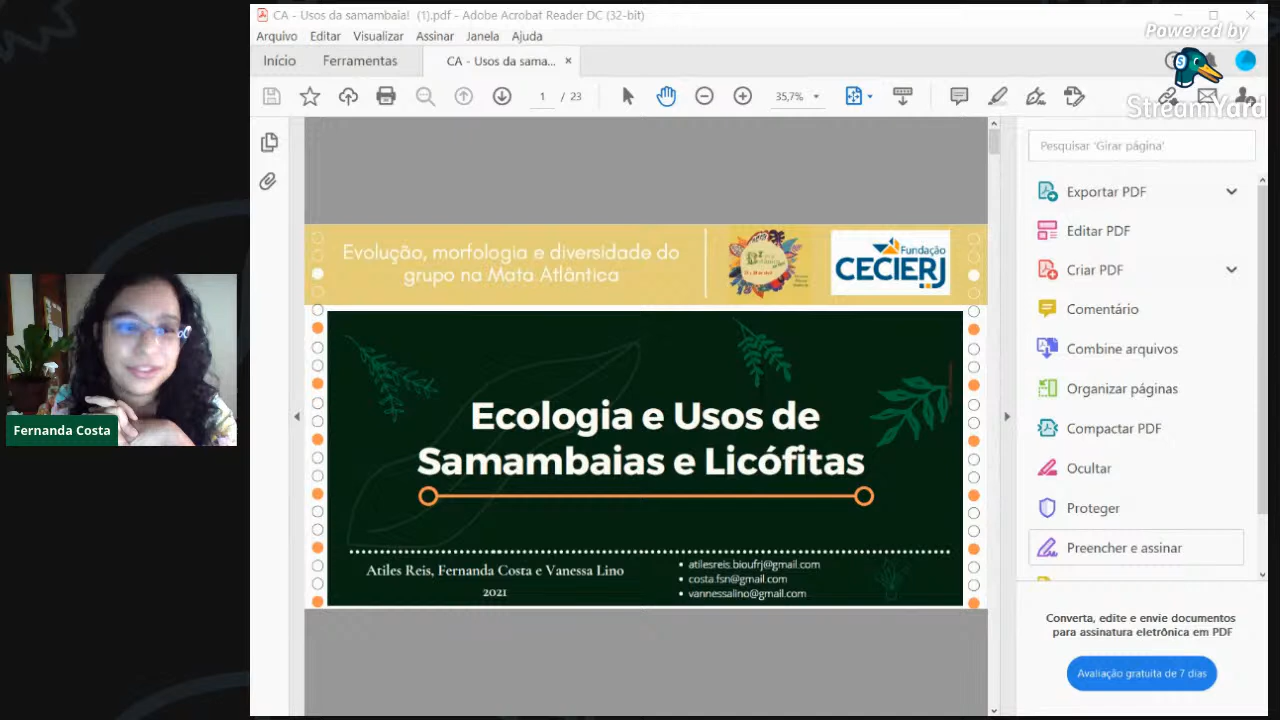 CA - Usos da samambaia! (1).pdf - Adobe Acrobat Reader DC (32-bit)
Arquivo Editar Visualizar Assinar Janela Ajuda
Powered by
StreamYard
Início Ferramentas CA - Usos da sama... ×
1 / 23 35,7%
Pesquisar 'Girar página'
Exportar PDF
Editar PDF
Criar PDF
Comentário
Combine arquivos
Organizar páginas
Compactar PDF
Ocultar
Proteger
Preencher e assinar
Converta, edite e envie documentos
para assinatura eletrônica em PDF
Avaliação gratuita de 7 dias
Evolução, morfologia e diversidade do
grupo na Mata Atlântica
Fundação
CECIERJ
Ecologia e Usos de
Samambaias e Licófitas
Atiles Reis, Fernanda Costa e Vanessa Lino
2021
• atilesreis.bioufrj@gmail.com
• costa.fsn@gmail.com
• vannessalino@gmail.com
Fernanda Costa